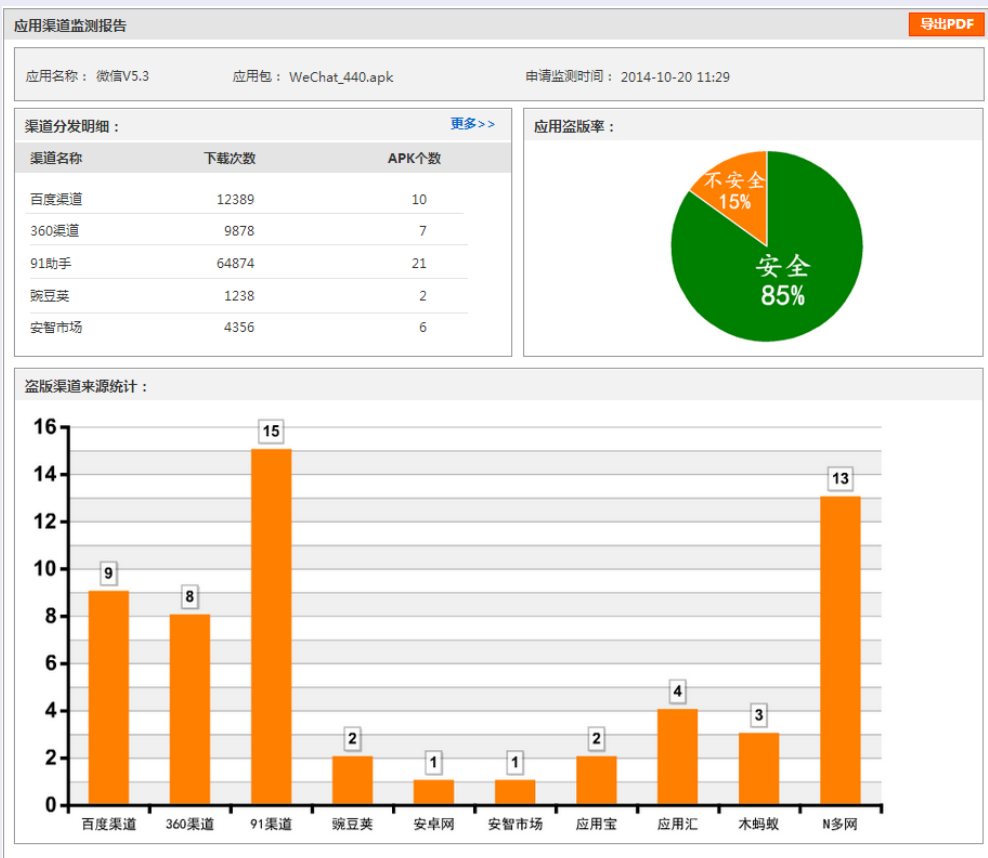 应用渠道监测报告 导出PDF
应用名称： 微信V5.3 应用包： WeChat_440.apk 申请监测时间： 2014-10-20 11:29
渠道分发明细： 更多>>
渠道名称 下载次数 APK个数
百度渠道 12389 10
360渠道 9878 7
91助手 64874 21
豌豆荚 1238 2
安智市场 4356 6
应用盗版率：
不安全
15%
安全
85%
盗版渠道来源统计：
16
14
12
10
8
6
4
2
0
9
8
15
2
1
1
2
4
3
13
百度渠道 360渠道 91渠道 豌豆荚 安卓网 安智市场 应用宝 应用汇 木蚂蚁 N多网